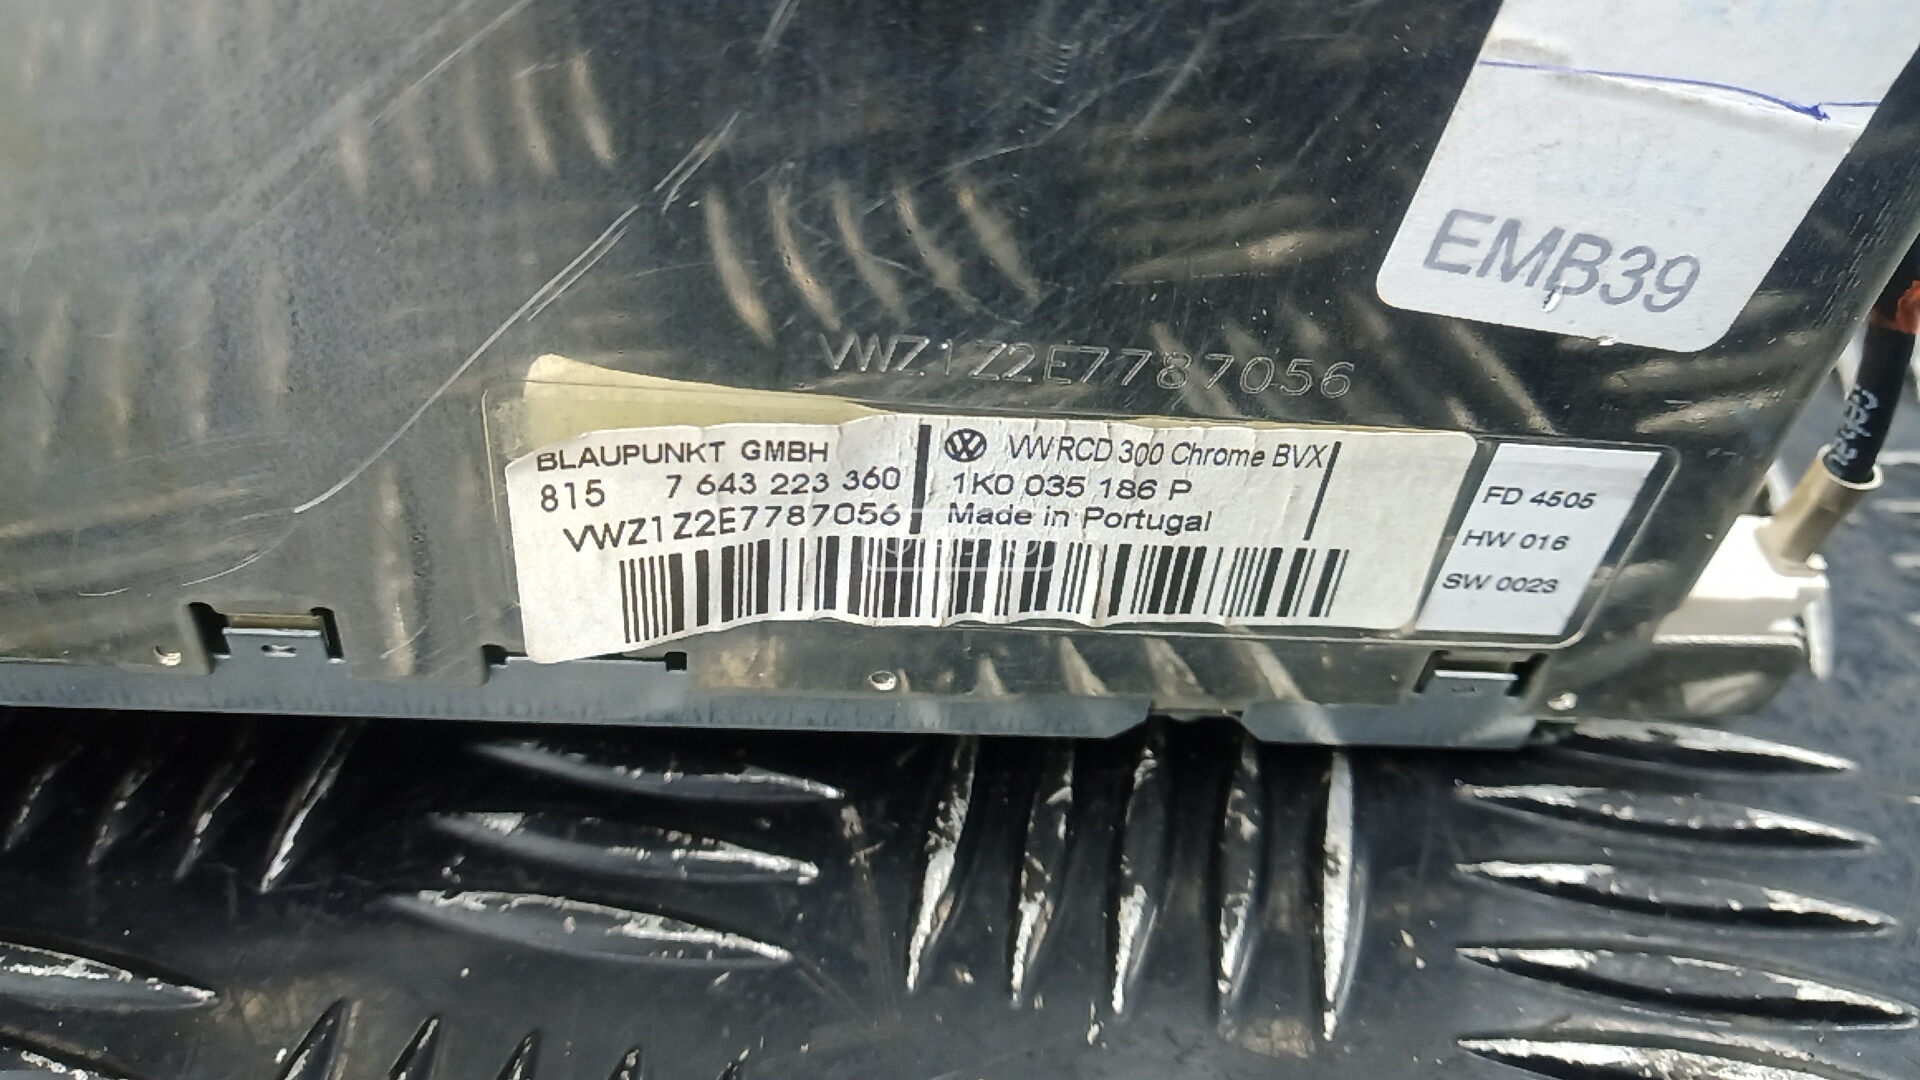 EMB39
VWZ1Z2E7787056
BLAUPUNKT GMBH
815 7 643 223 360
VWZ1Z2E7787056
VW RCD 300 Chrome BVX
1K0 035 186 P
Made in Portugal
FD 4505
HW 016
SW 0023